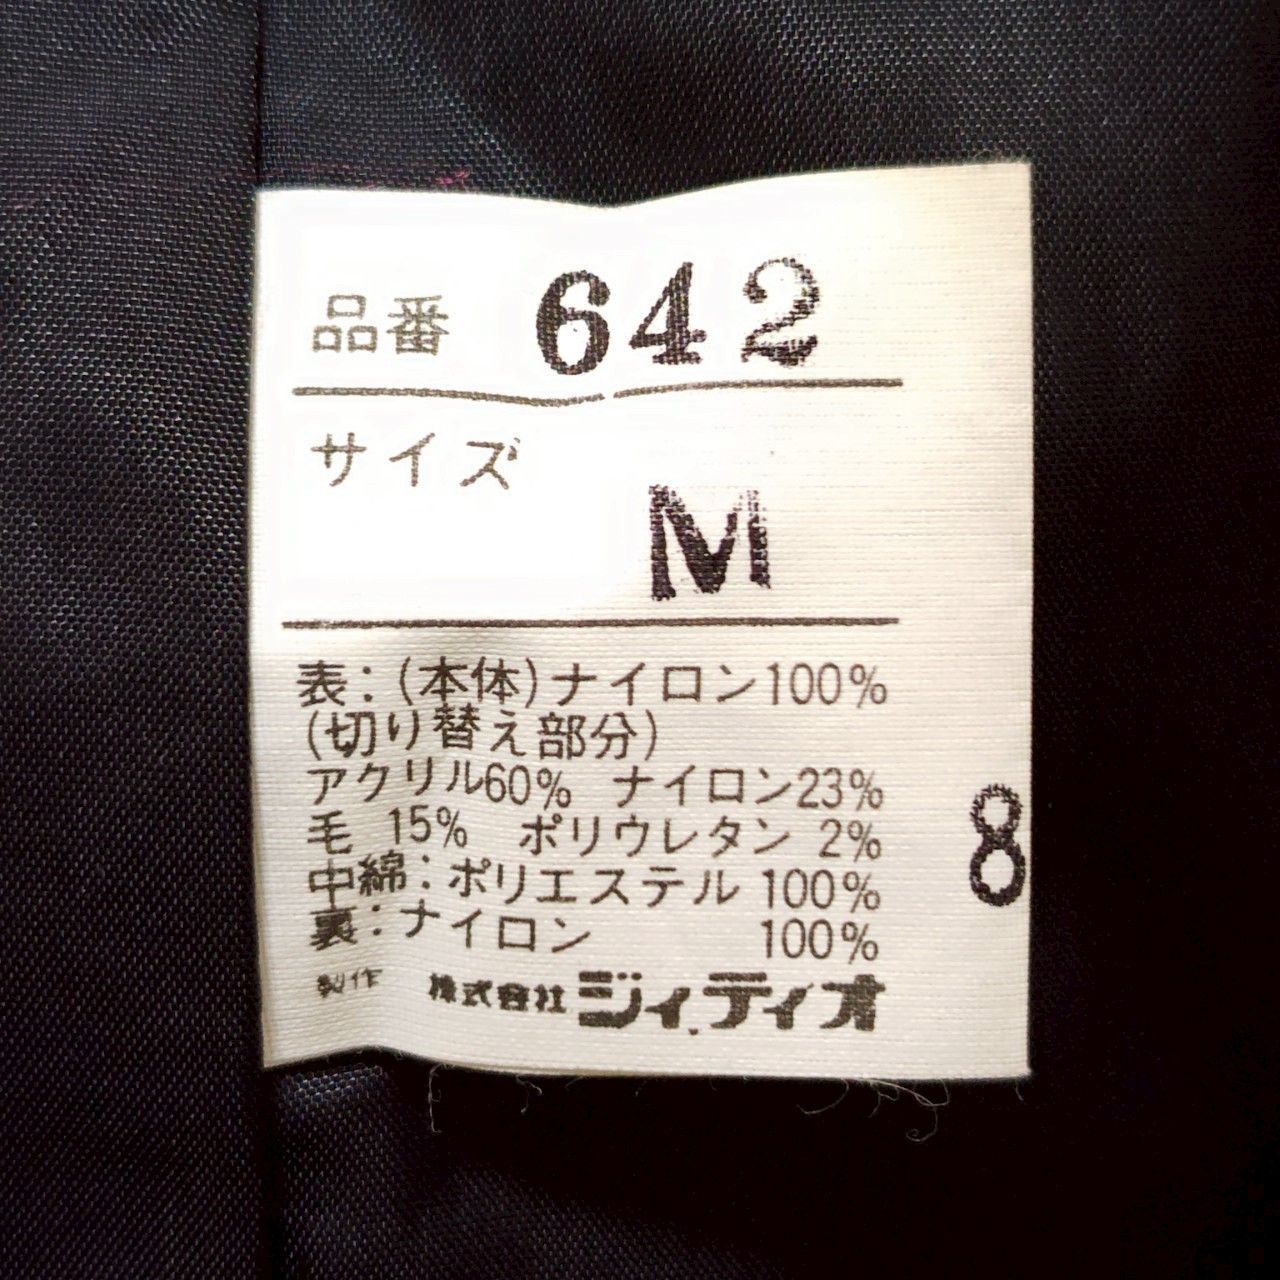 品番 642
サイズ
M
表:(本体)ナイロン100%
(切り替え部分)
アクリル60% ナイロン23%
毛 15% ポリウレタン 2%
中綿:ポリエステル 100%
裏:ナイロン 100%
製作 株式会社ジィ.ティオ
8